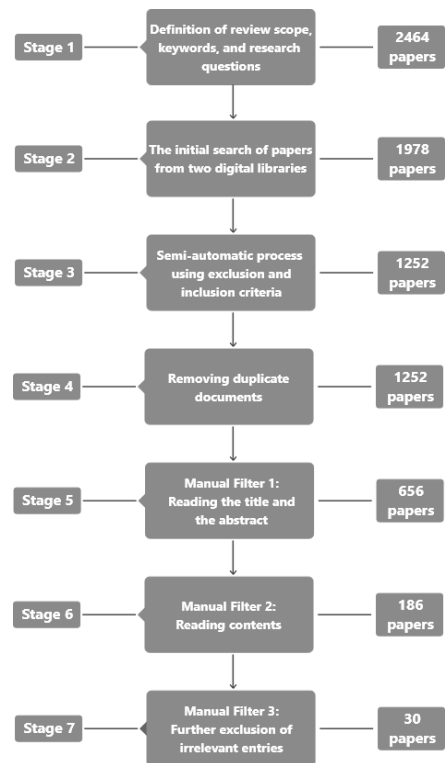 Stage 1
Definition of review scope,
keywords, and research
questions
2464
papers
Stage 2
The initial search of papers
from two digital libraries
1978
papers
Stage 3
Semi-automatic process
using exclusion and
inclusion criteria
1252
papers
Stage 4
Removing duplicate
documents
1252
papers
Stage 5
Manual Filter 1:
Reading the title and
the abstract
656
papers
Stage 6
Manual Filter 2:
Reading contents
186
papers
Stage 7
Manual Filter 3:
Further exclusion of
irrelevant entries
30
papers